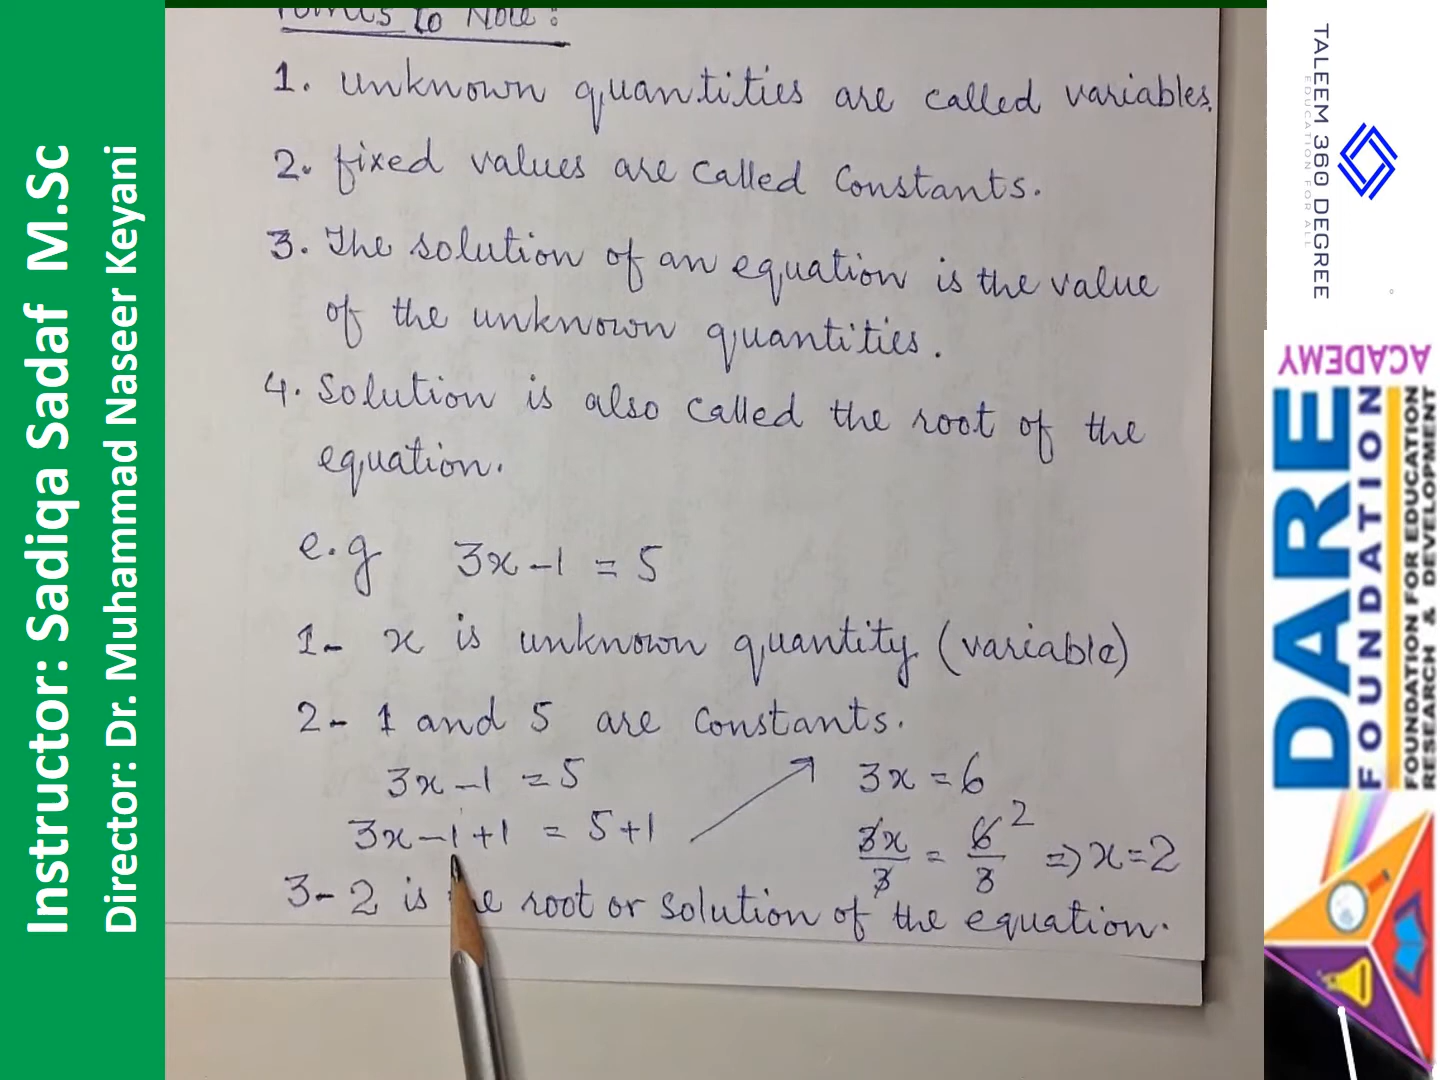 Instructor: Sadiqa Sadaf M.Sc
Director: Dr. Muhammad Naseer Keyani
Points to Note:
1. unknown quantities are called variables.
2. fixed values are called Constants.
3. The solution of an equation is the value
of the unknown quantities.
4. Solution is also called the root of the
equation.
e.g 3x-1 = 5
1- x is unknown quantity (variable)
2- 1 and 5 are constants.
3x-1 = 5
3x-1+1 = 5+1
3x = 6
3x/3 = 6/3 2 => x=2
3- 2 is the root or solution of the equation.
TALEEM 360 DEGREE
EDUCATION FOR ALL
ACADEMY
DARE
FOUNDATION
FOUNDATION FOR EDUCATION
RESEARCH & DEVELOPMENT